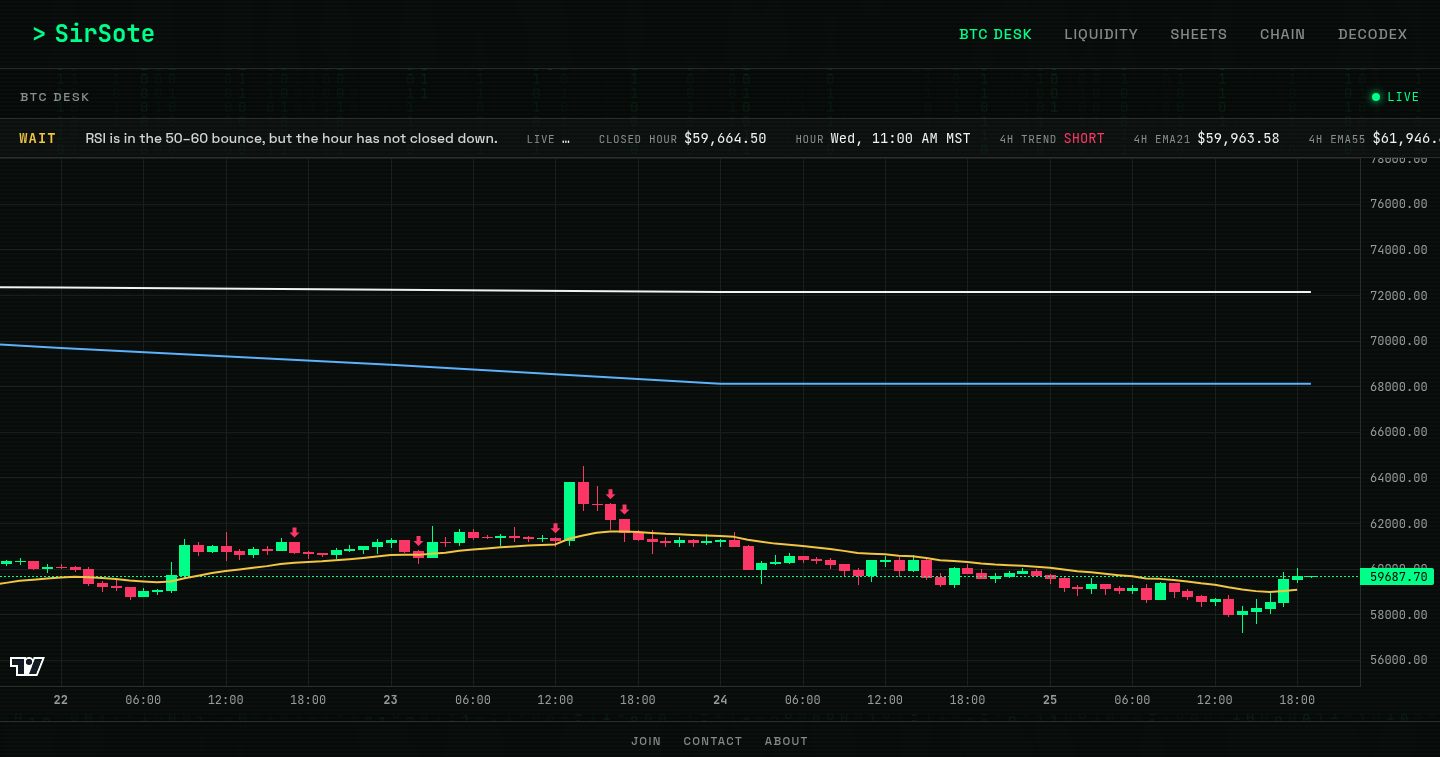 > SirSote
BTC DESK LIQUIDITY SHEETS CHAIN DECODEX
BTC DESK
LIVE
WAIT RSI is in the 50–60 bounce, but the hour has not closed down. LIVE … CLOSED HOUR $59,664.50 HOUR Wed, 11:00 AM MST 4H TREND SHORT 4H EMA21 $59,963.58 4H EMA55 $61,946.
78000.00
76000.00
74000.00
72000.00
70000.00
68000.00
66000.00
64000.00
62000.00
59687.70
58000.00
56000.00
22 06:00 12:00 18:00 23 06:00 12:00 18:00 24 06:00 12:00 18:00 25 06:00 12:00 18:00
JOIN CONTACT ABOUT